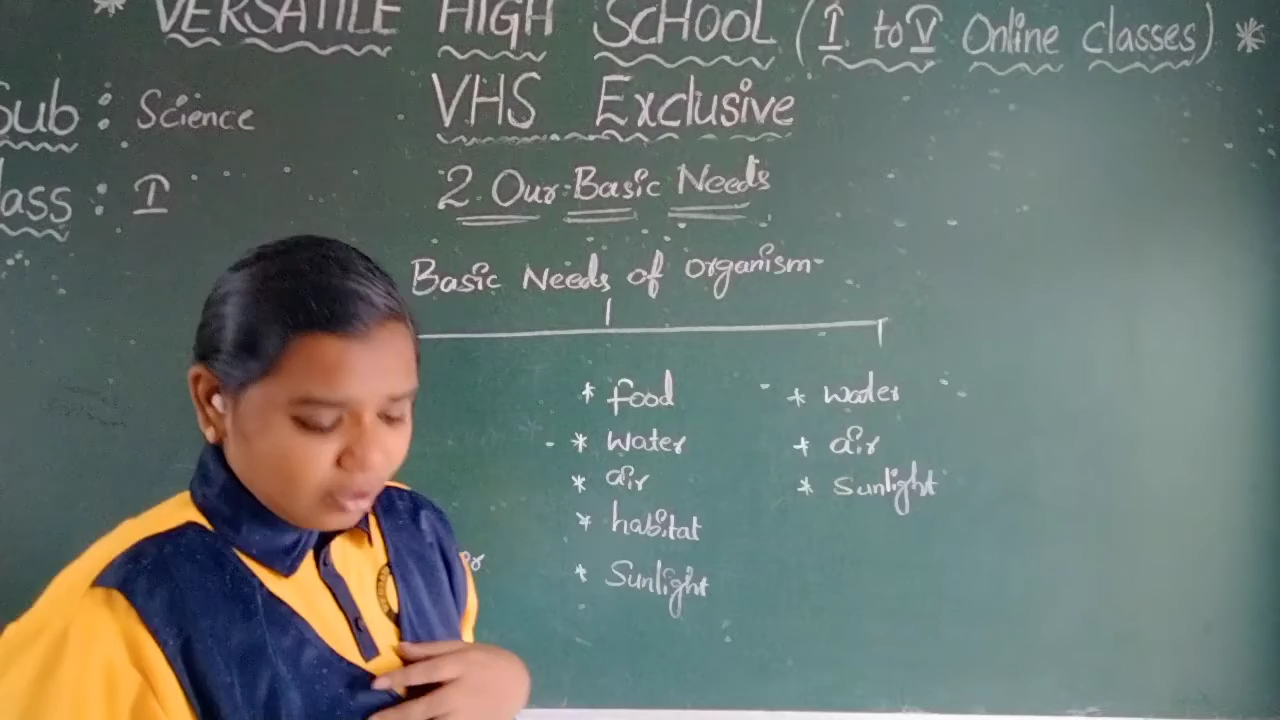 * VERSATILE HIGH SCHOOL (I to V Online classes) *
Sub : Science
VHS Exclusive
Class : I
2. Our Basic Needs
Basic Needs of organism
* food
* water
* air
* habitat
* Sunlight
* water
* air
* Sunlight